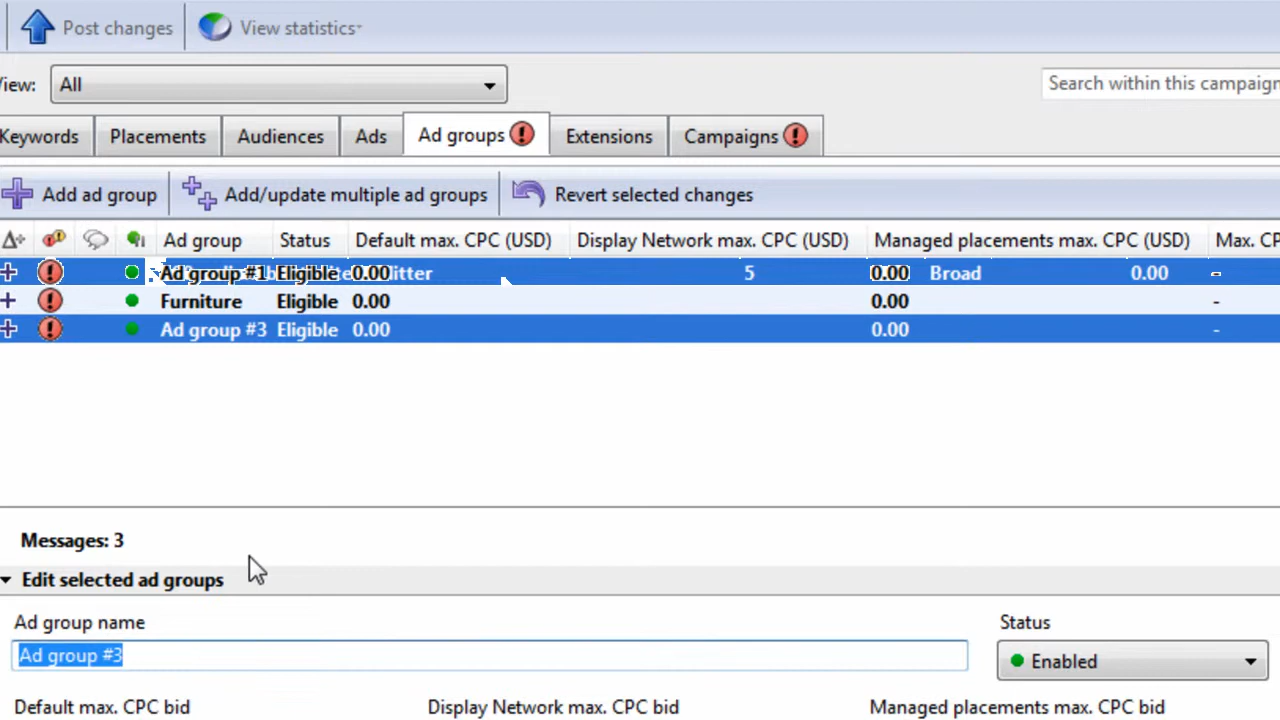 Post changes View statistics
View: All Search within this campaign
Keywords Placements Audiences Ads Ad groups Extensions Campaigns
Add ad group Add/update multiple ad groups Revert selected changes
Ad group Status Default max. CPC (USD) Display Network max. CPC (USD) Managed placements max. CPC (USD) Max. CP
Ad group #1 Eligible 0.00 5 0.00 Broad 0.00 -
Furniture Eligible 0.00 0.00 -
Ad group #3 Eligible 0.00 0.00 -
Messages: 3
Edit selected ad groups
Ad group name Status
Ad group #3 Enabled
Default max. CPC bid Display Network max. CPC bid Managed placements max. CPC bid